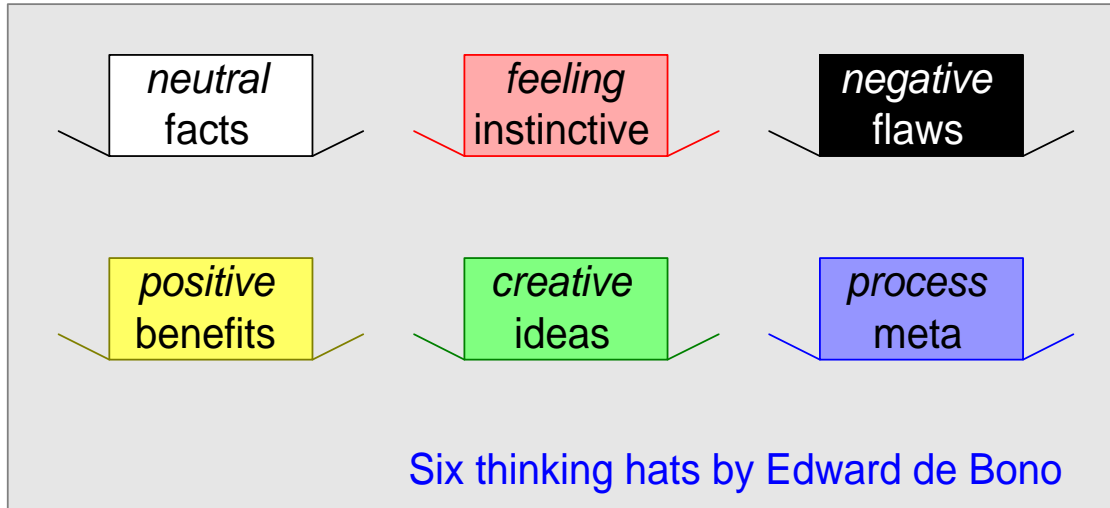 neutral
facts
feeling
instinctive
negative
flaws
positive
benefits
creative
ideas
process
meta
Six thinking hats by Edward de Bono